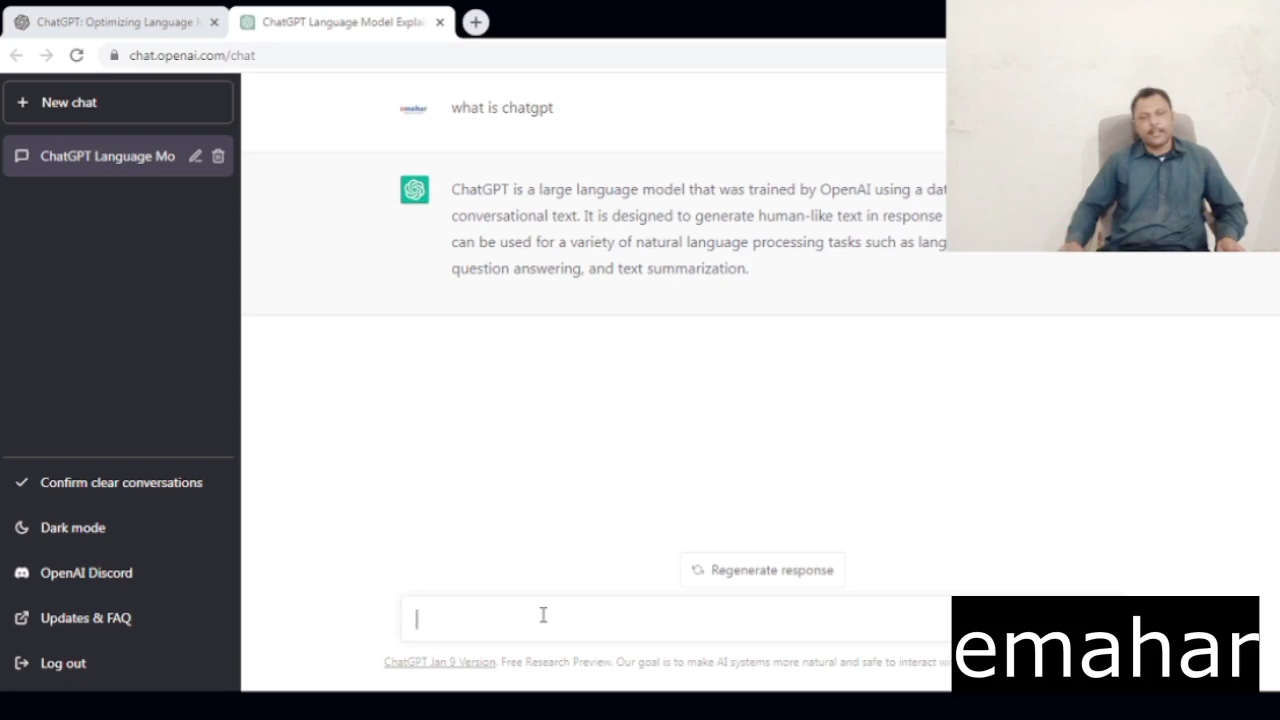 ChatGPT: Optimizing Language
ChatGPT Language Model Expla
chat.openai.com/chat
New chat
ChatGPT Language Mo
emahar
what is chatgpt
ChatGPT is a large language model that was trained by OpenAI using a dat
conversational text. It is designed to generate human-like text in response
can be used for a variety of natural language processing tasks such as lang
question answering, and text summarization.
Confirm clear conversations
Dark mode
OpenAI Discord
Updates & FAQ
Log out
Regenerate response
ChatGPT Jan 9 Version. Free Research Preview. Our goal is to make AI systems more natural and safe to interact
emahar